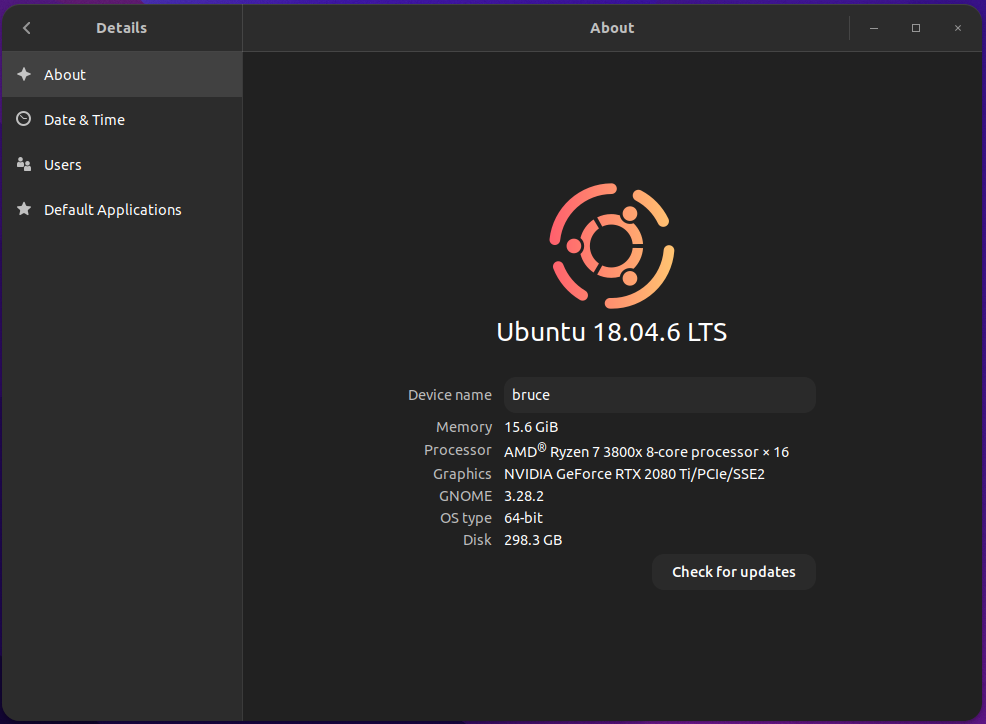 Details
About
About
Date & Time
Users
Default Applications
Ubuntu 18.04.6 LTS
Device name bruce
Memory 15.6 GiB
Processor AMD® Ryzen 7 3800x 8-core processor × 16
Graphics NVIDIA GeForce RTX 2080 Ti/PCIe/SSE2
GNOME 3.28.2
OS type 64-bit
Disk 298.3 GB
Check for updates